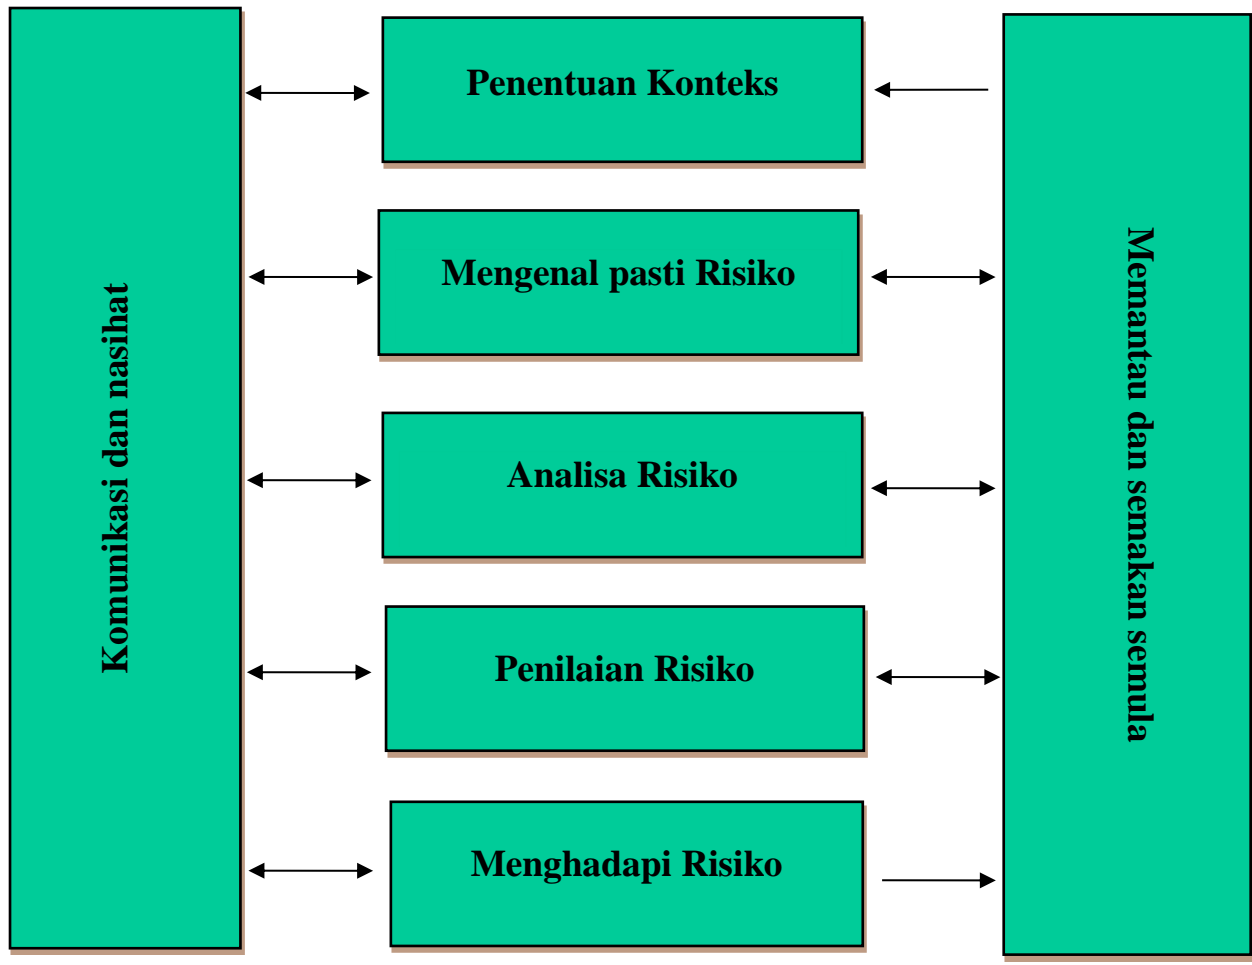 Komunikasi dan nasihat
Penentuan Konteks
Mengenal pasti Risiko
Analisa Risiko
Penilaian Risiko
Menghadapi Risiko
Memantau dan semakan semula